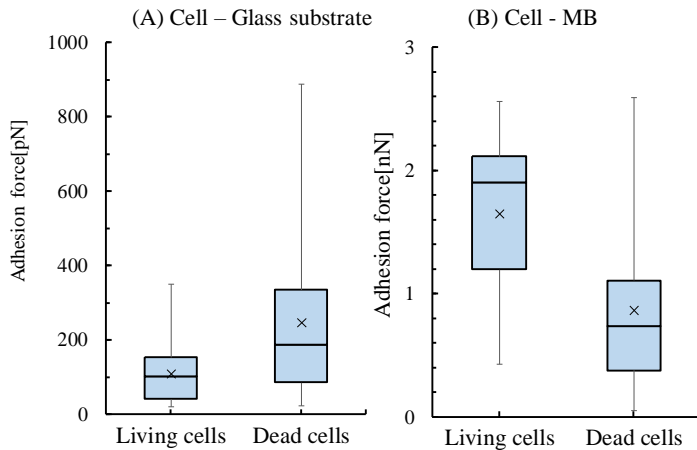 (A) Cell – Glass substrate
(B) Cell - MB
Adhesion force[pN]
1000
800
600
400
200
0
Living cells
Dead cells
Adhesion force[nN]
3
2
1
0
Living cells
Dead cells